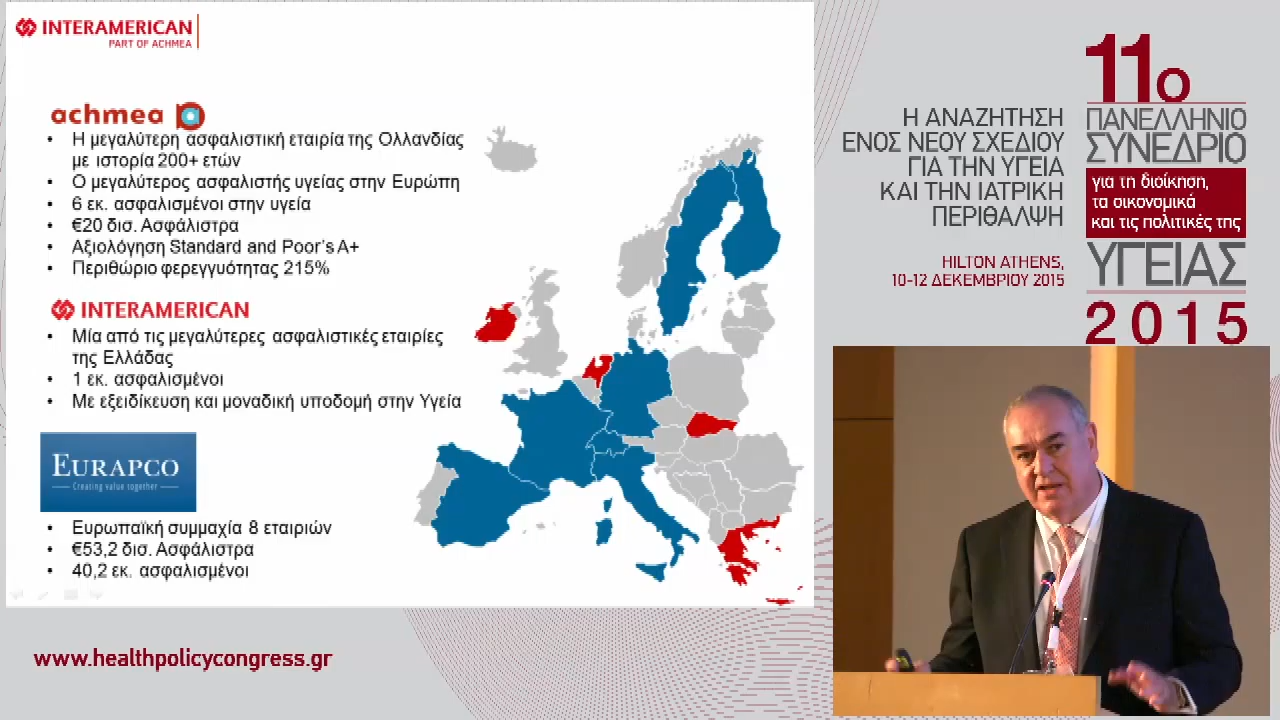 INTERAMERICAN
PART OF ACHMEA
achmea
• Η μεγαλύτερη ασφαλιστική εταιρία της Ολλανδίας
με ιστορία 200+ ετών
• Ο μεγαλύτερος ασφαλιστής υγείας στην Ευρώπη
• 6 εκ. ασφαλισμένοι στην υγεία
• €20 δισ. Ασφάλιστρα
• Αξιολόγηση Standard and Poor's A+
• Περιθώριο φερεγγυότητας 215%
INTERAMERICAN
• Μία από τις μεγαλύτερες ασφαλιστικές εταιρίες
της Ελλάδας
• 1 εκ. ασφαλισμένοι
• Με εξειδίκευση και μοναδική υποδομή στην Υγεία
EURAPCO
Creating value together
• Ευρωπαϊκή συμμαχία 8 εταιριών
• €53,2 δισ. Ασφάλιστρα
• 40,2 εκ. ασφαλισμένοι
www.healthpolicycongress.gr
Η ΑΝΑΖΗΤΗΣΗ
ΕΝΟΣ ΝΕΟΥ ΣΧΕΔΙΟΥ
ΓΙΑ ΤΗΝ ΥΓΕΙΑ
ΚΑΙ ΤΗΝ ΙΑΤΡΙΚΗ
ΠΕΡΙΘΑΛΨΗ
HILTON ATHENS,
10-12 ΔΕΚΕΜΒΡΙΟΥ 2015
11ο
ΠΑΝΕΛΛΗΝΙΟ
ΣΥΝΕΔΡΙΟ
για τη διοίκηση,
τα οικονομικά
και τις πολιτικές της
ΥΓΕΙΑΣ
2015